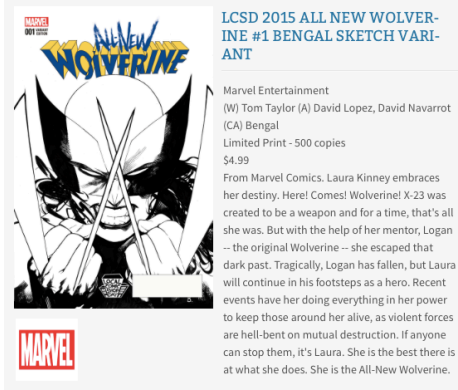 MARVEL
001 VARIANT EDITION
All-New
WOLVERINE
LOCAL COMIC SHOP DAY
MARVEL
LCSD 2015 ALL NEW WOLVER-
INE #1 BENGAL SKETCH VARI-
ANT
Marvel Entertainment
(W) Tom Taylor (A) David Lopez, David Navarrot
(CA) Bengal
Limited Print - 500 copies
$4.99
From Marvel Comics. Laura Kinney embraces
her destiny. Here! Comes! Wolverine! X-23 was
created to be a weapon and for a time, that's all
she was. But with the help of her mentor, Logan
-- the original Wolverine -- she escaped that
dark past. Tragically, Logan has fallen, but Laura
will continue in his footsteps as a hero. Recent
events have her doing everything in her power
to keep those around her alive, as violent forces
are hell-bent on mutual destruction. If anyone
can stop them, it's Laura. She is the best there is
at what she does. She is the All-New Wolverine.